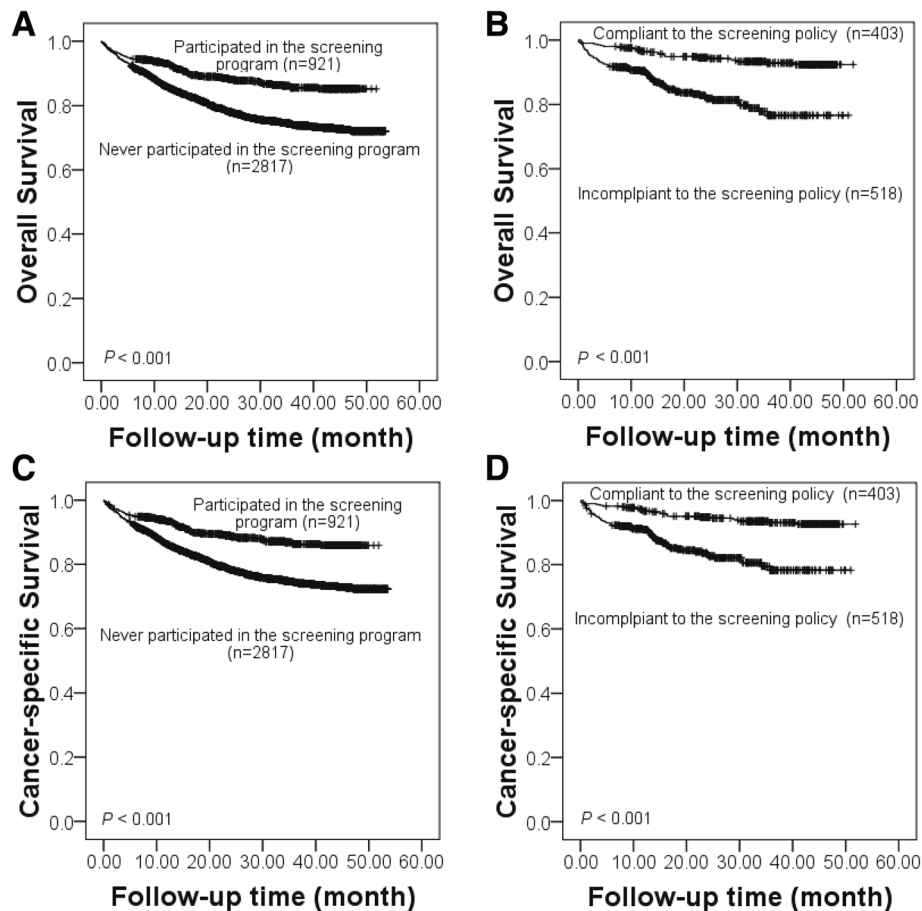 A
Overall Survival
1.0
0.8
0.6
0.4
0.2
0.0
Participated in the screening
program (n=921)
Never participated in the screening program
(n=2817)
P < 0.001
0.00 10.00 20.00 30.00 40.00 50.00 60.00
Follow-up time (month)
B
Overall Survival
1.0
0.8
0.6
0.4
0.2
0.0
Compliant to the screening policy (n=403)
Incomplpiant to the screening policy (n=518)
P < 0.001
0.00 10.00 20.00 30.00 40.00 50.00 60.00
Follow-up time (month)
C
Cancer-specific Survival
1.0
0.8
0.6
0.4
0.2
0.0
Participated in the screening
program (n=921)
Never participated in the screening program
(n=2817)
P < 0.001
0.00 10.00 20.00 30.00 40.00 50.00 60.00
Follow-up time (month)
D
Cancer-specific Survival
1.0
0.8
0.6
0.4
0.2
0.0
Compliant to the screening policy (n=403)
Incomplpiant to the screening policy (n=518)
P < 0.001
0.00 10.00 20.00 30.00 40.00 50.00 60.00
Follow-up time (month)